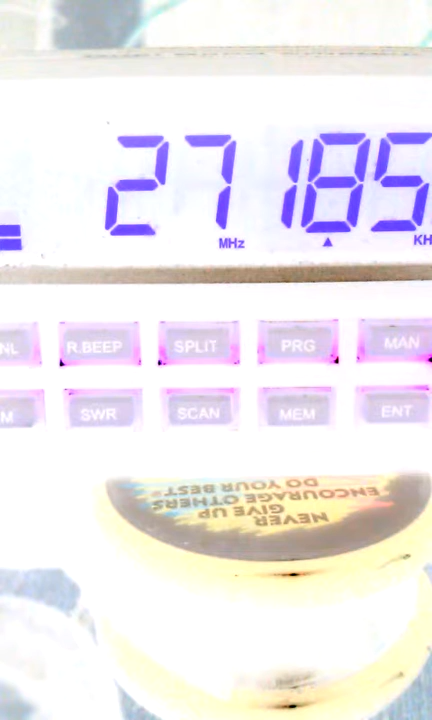 27 185
MHz KH
NL R.BEEP SPLIT PRG MAN
M SWR SCAN MEM ENT
NEVER
GIVE UP
ENCOURAGE OTHERS
DO YOUR BEST